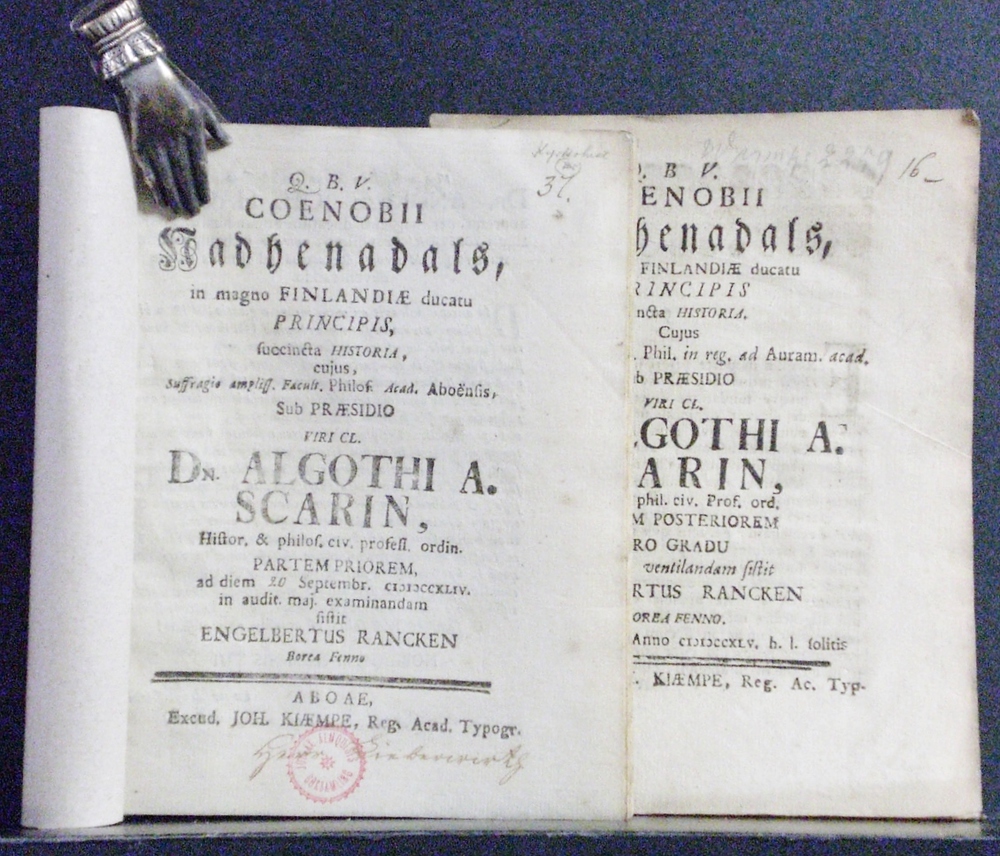 37.
Q. B. V.
COENOBII
Nadhenadals,
in magno FINLANDIÆ ducatu
PRINCIPIS,
succincta HISTORIA,
cujus,
Suffragio ampliss. Facult. Philos. Acad. Aboënsis,
Sub PRÆSIDIO
VIRI CL.
DN. ALGOTHI A.
SCARIN,
Histor. & philos. civ. profess. ordin.
PARTEM PRIOREM,
ad diem 20 Septembr. CIↃIↃCCXLIV.
in audit. maj. examinandam
sistit
ENGELBERTUS RANCKEN
Borea Fenno
ABOAE,
Excud. JOH. KIÆMPE, Reg. Acad. Typogr.
Herr
16-
Q. B. V.
ENOBII
henadals,
FINLANDIÆ ducatu
RINCIPIS
ncta HISTORIA,
Cujus
. Phil. in reg. ad Auram. acad.
b PRÆSIDIO
VIRI CL.
LGOTHI A.
ARIN,
phil. civ. Prof. ord.
M POSTERIOREM
RO GRADU
ventilandam sistit
RTUS RANCKEN
OREA FENNO.
Anno CIↃIↃCCXLV. h. l. solitis
. KIÆMPE, Reg. Ac. Typ.